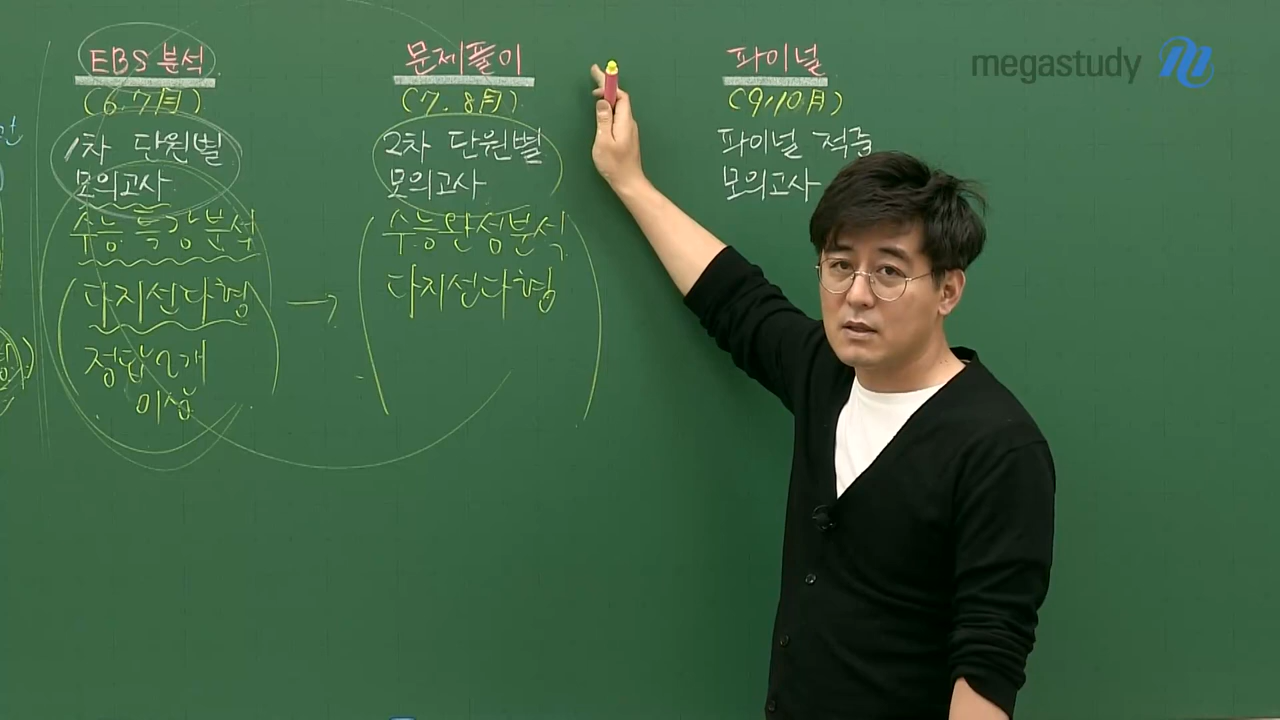 EBS 분석
(6.7月)
1차 단원별
모의고사
수능특강분석
다지선다형
정답2개
이상
문제풀이
(7.8月)
2차 단원별
모의고사
수능완성분석
다지선다형
파이널
(9,10月)
파이널 적중
모의고사
megastudy